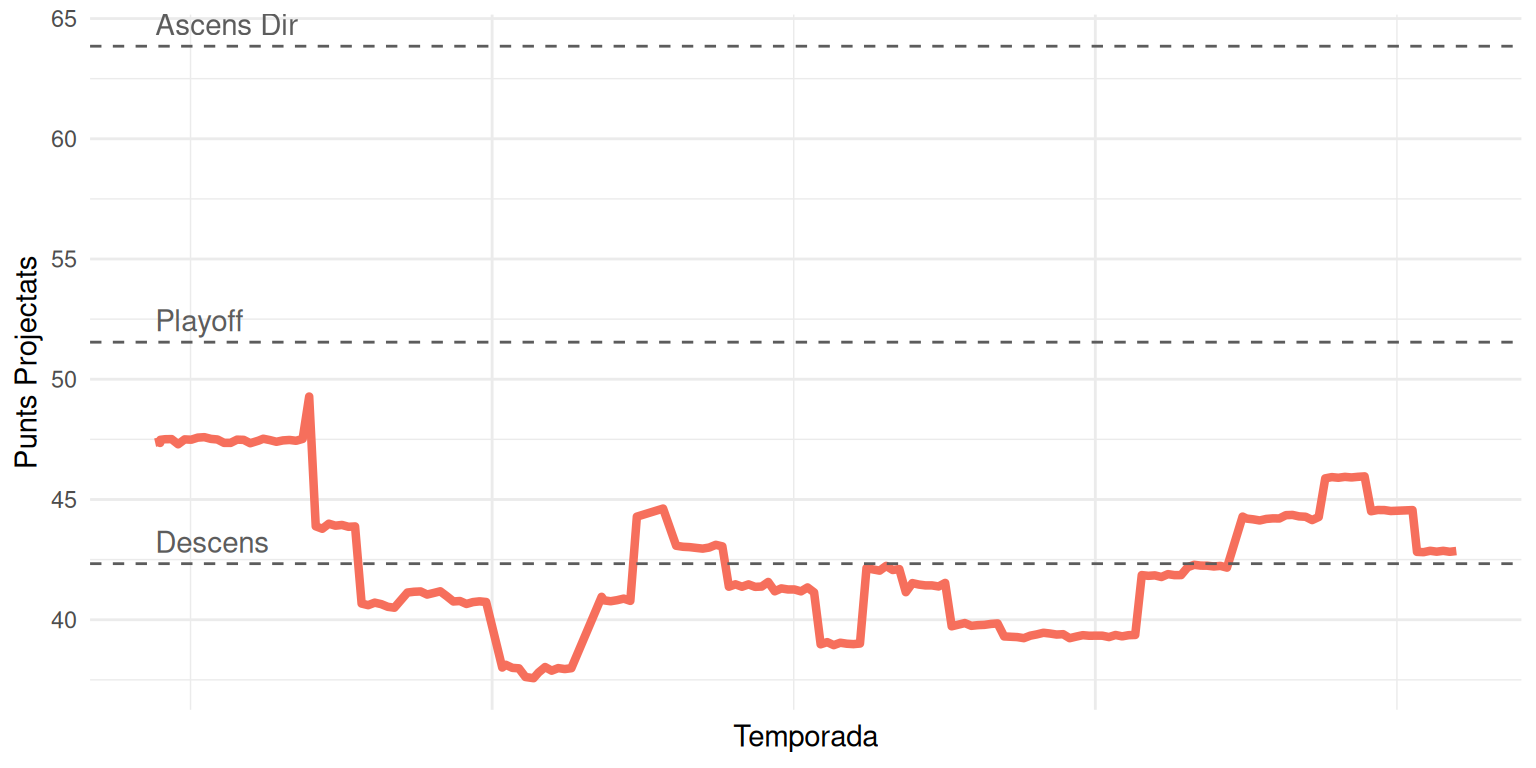 65
Ascens Dir
60
55
Playoff
50
45
Descens
40
Punts Projectats
Temporada